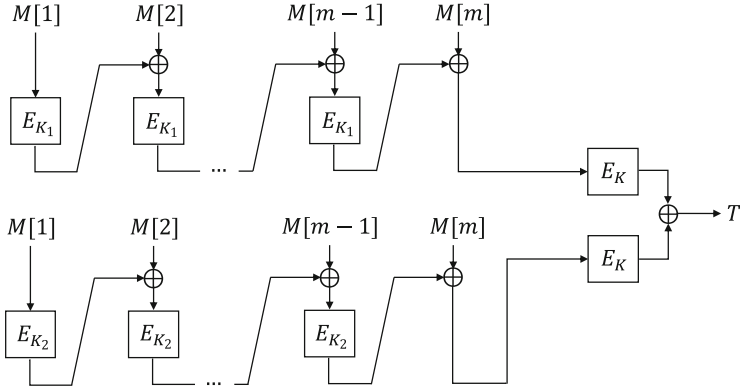 M[1] M[2] M[m − 1] M[m]
E_{K_1} E_{K_1} ... E_{K_1}
E_K
T
M[1] M[2] M[m − 1] M[m]
E_K
E_{K_2} E_{K_2} ... E_{K_2}